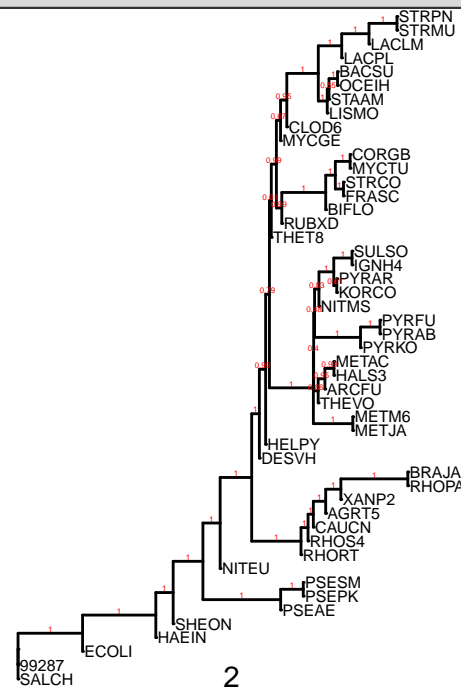 STRPN
STRMU
LACLM
LACPL
BACSU
OCEIH
STAAM
LISMO
CLOD6
MYCGE
CORGB
MYCTU
STRCO
FRASC
BIFLO
RUBXD
THET8
SULSO
IGNH4
PYRAR
KORCO
NITMS
PYRFU
PYRAB
PYRKO
METAC
HALS3
ARCFU
THEVO
METM6
METJA
HELPY
DESVH
BRAJA
RHOPA
XANP2
AGRT5
CAUCN
RHOS4
RHORT
NITEU
PSESM
PSEPK
PSEAE
SHEON
HAEIN
ECOLI
99287
SALCH
2